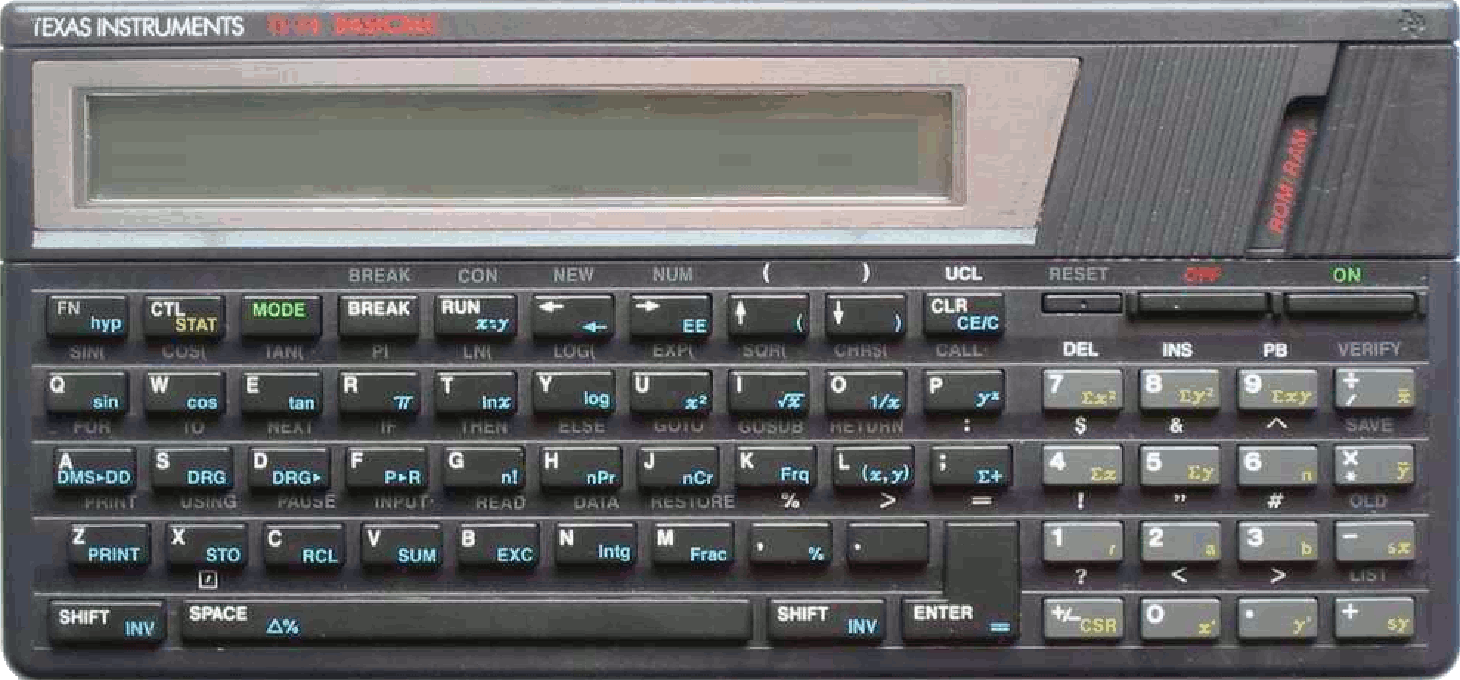 TEXAS INSTRUMENTS TI-74 BASICALC
ROM/RAM
BREAK CON NEW NUM ( ) UCL RESET OFF ON
FN hyp CTL STAT MODE BREAK RUN x:y ← ← → EE ↑ ( ↓ ) CLR CE/C
SIN( COS( TAN( PI LN( LOG( EXP( SQR( CHR$( CALL DEL INS PB VERIFY
Q sin W cos E tan R π T lnx Y log U x² I √x O 1/x P yˣ 7 Σx² 8 Σy² 9 Σxy ÷ / x̄
FOR TO NEXT IF THEN ELSE GOTO GOSUB RETURN : $ & ^ SAVE
A DMS▸DD S DRG D DRG▸ F P▸R G n! H nPr J nCr K Frq L (x,y) ; Σ+ 4 Σx 5 Σy 6 n X * ȳ
PRINT USING PAUSE INPUT READ DATA RESTORE % > = ! " # OLD
Z PRINT X STO C RCL V SUM B EXC N Intg M Frac , % . 1 r 2 a 3 b − sx
? < > LIST
SHIFT INV SPACE Δ% SHIFT INV ENTER = +/− CSR 0 x' . y' + sy